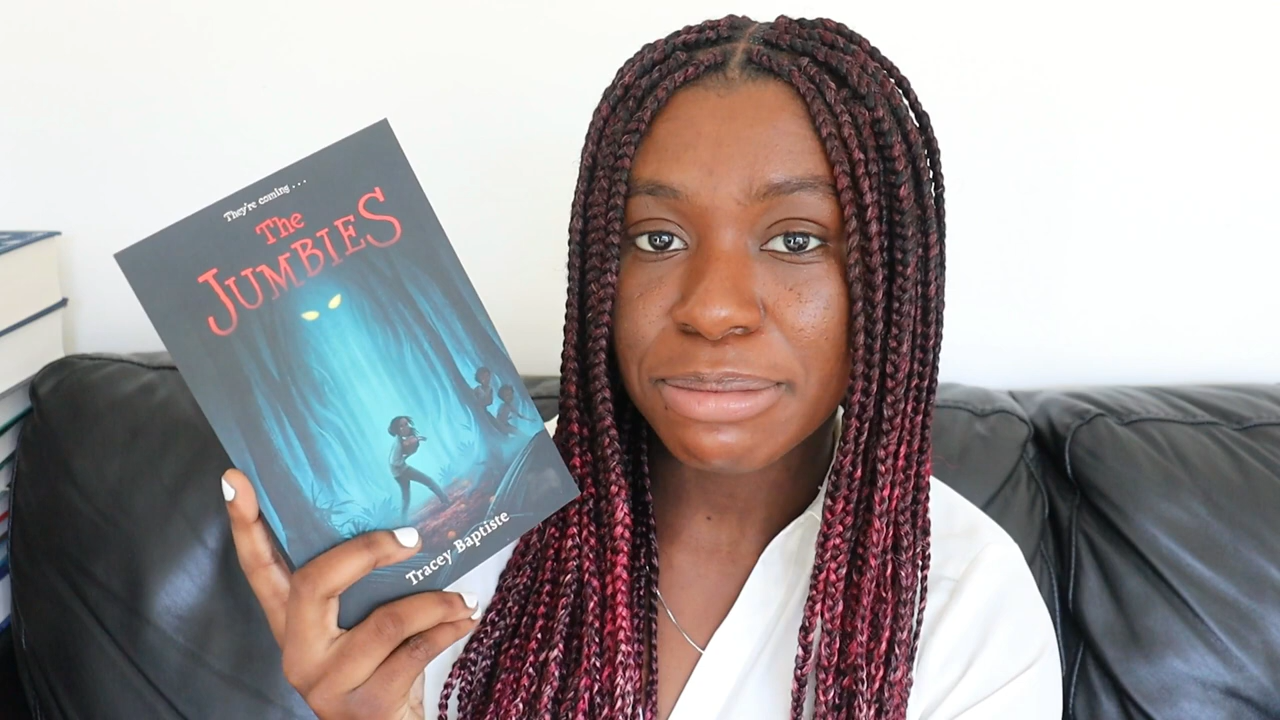 They're coming . . .
The
JUMBIES
Tracey Baptiste